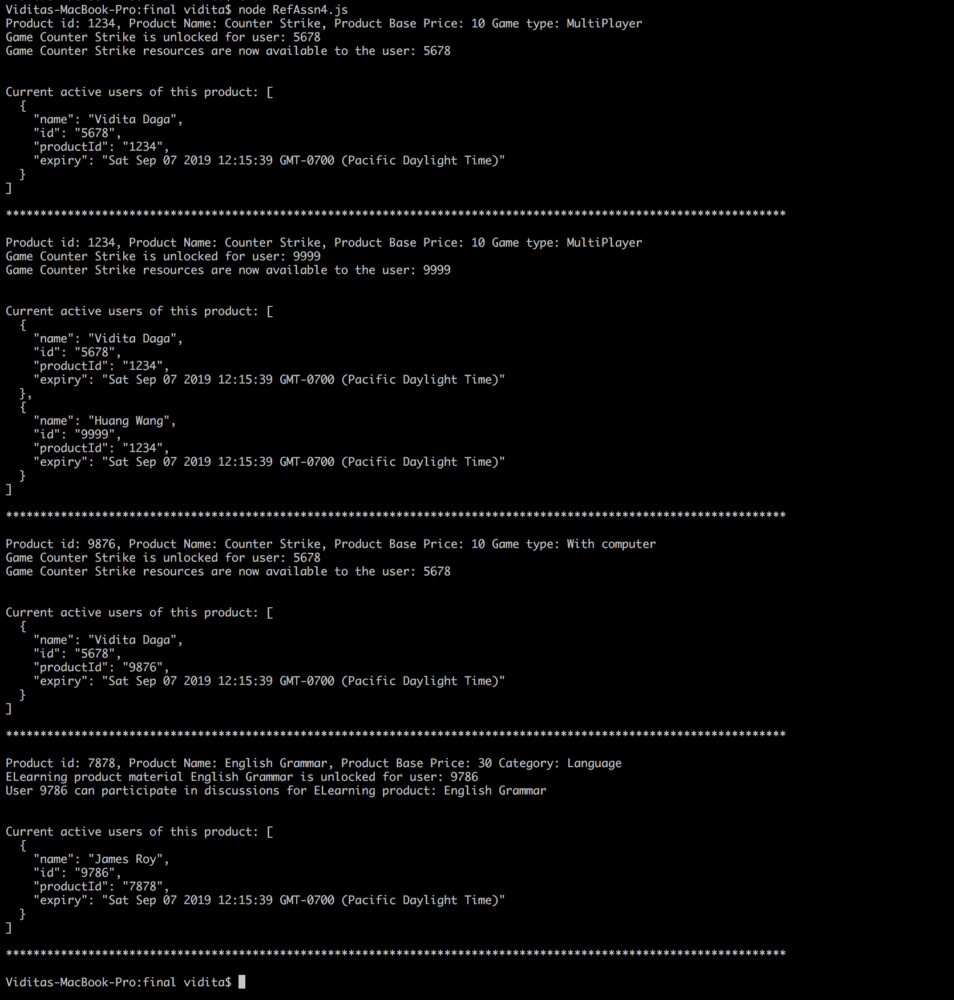 Viditas-MacBook-Pro:final vidita$ node RefAssn4.js
Product id: 1234, Product Name: Counter Strike, Product Base Price: 10 Game type: MultiPlayer
Game Counter Strike is unlocked for user: 5678
Game Counter Strike resources are now available to the user: 5678
Current active users of this product: [
  {
    "name": "Vidita Daga",
    "id": "5678",
    "productId": "1234",
    "expiry": "Sat Sep 07 2019 12:15:39 GMT-0700 (Pacific Daylight Time)"
  }
]
******************************************************************************************************************
Product id: 1234, Product Name: Counter Strike, Product Base Price: 10 Game type: MultiPlayer
Game Counter Strike is unlocked for user: 9999
Game Counter Strike resources are now available to the user: 9999
Current active users of this product: [
  {
    "name": "Vidita Daga",
    "id": "5678",
    "productId": "1234",
    "expiry": "Sat Sep 07 2019 12:15:39 GMT-0700 (Pacific Daylight Time)"
  },
  {
    "name": "Huang Wang",
    "id": "9999",
    "productId": "1234",
    "expiry": "Sat Sep 07 2019 12:15:39 GMT-0700 (Pacific Daylight Time)"
  }
]
******************************************************************************************************************
Product id: 9876, Product Name: Counter Strike, Product Base Price: 10 Game type: With computer
Game Counter Strike is unlocked for user: 5678
Game Counter Strike resources are now available to the user: 5678
Current active users of this product: [
  {
    "name": "Vidita Daga",
    "id": "5678",
    "productId": "9876",
    "expiry": "Sat Sep 07 2019 12:15:39 GMT-0700 (Pacific Daylight Time)"
  }
]
******************************************************************************************************************
Product id: 7878, Product Name: English Grammar, Product Base Price: 30 Category: Language
ELearning product material English Grammar is unlocked for user: 9786
User 9786 can participate in discussions for ELearning product: English Grammar
Current active users of this product: [
  {
    "name": "James Roy",
    "id": "9786",
    "productId": "7878",
    "expiry": "Sat Sep 07 2019 12:15:39 GMT-0700 (Pacific Daylight Time)"
  }
]
******************************************************************************************************************
Viditas-MacBook-Pro:final vidita$